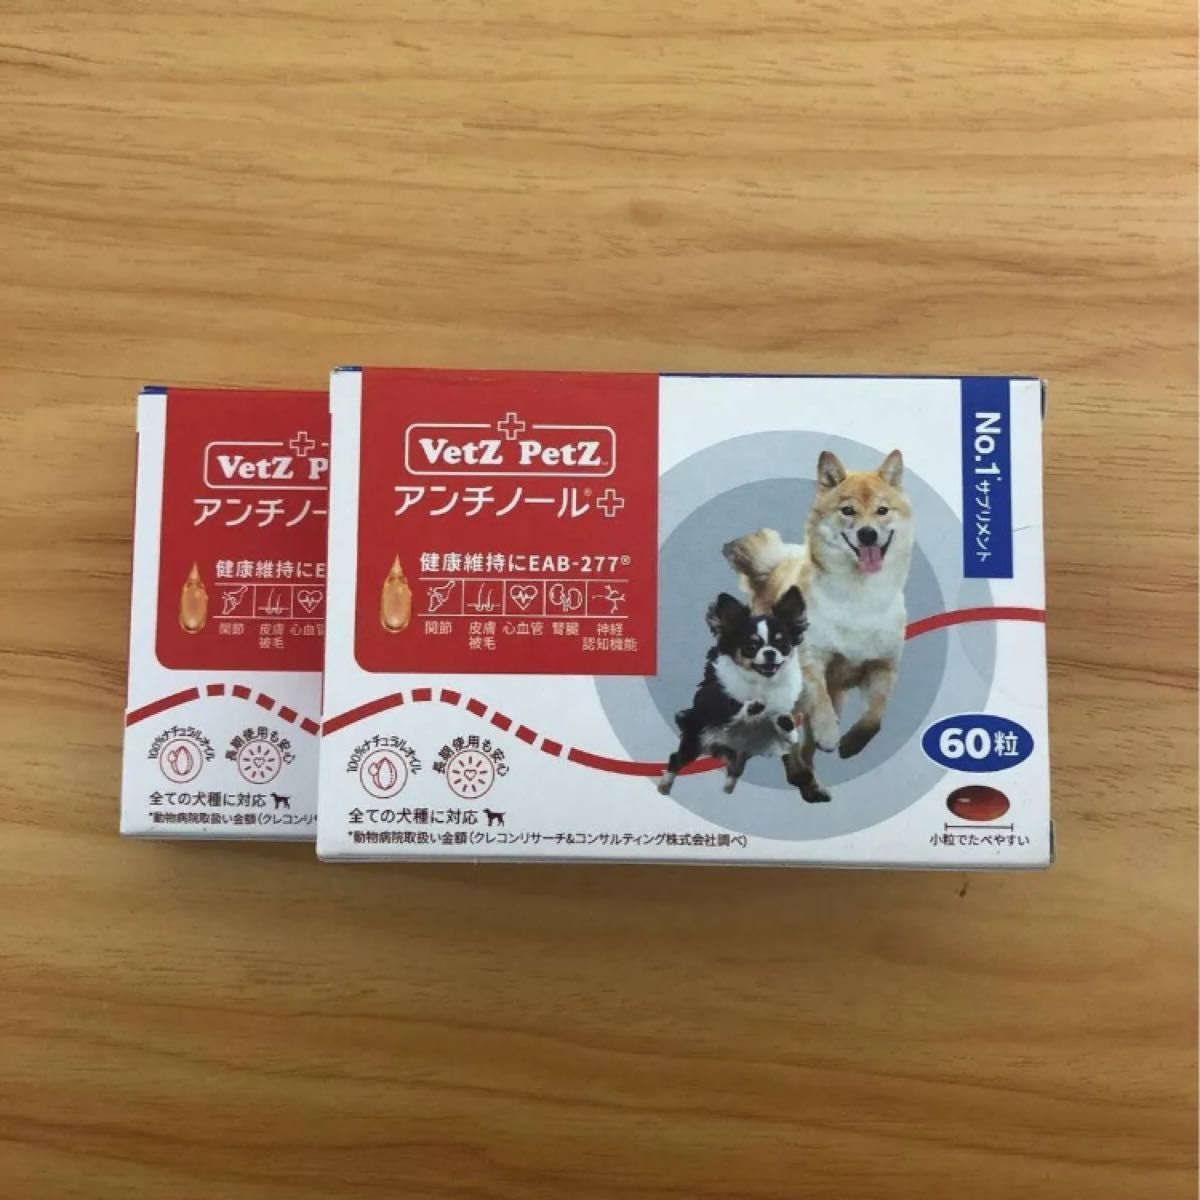 VetZ P
アンチノー
健康維持にE
関節
皮膚
被毛
心血管
100%ナチュラルオイル
長期使用も安心
全ての犬種に対応
*動物病院取扱い金額(クレコンリサ
VetZ PetZ
アンチノール®
健康維持にEAB-277®
関節
皮膚
被毛
心血管
腎臓
神経
認知機能
100%ナチュラルオイル
長期使用も安心
全ての犬種に対応
*動物病院取扱い金額(クレコンリサーチ&コンサルティング株式会社調べ)
No.1*
サプリメント
60粒
小粒でたべやすい